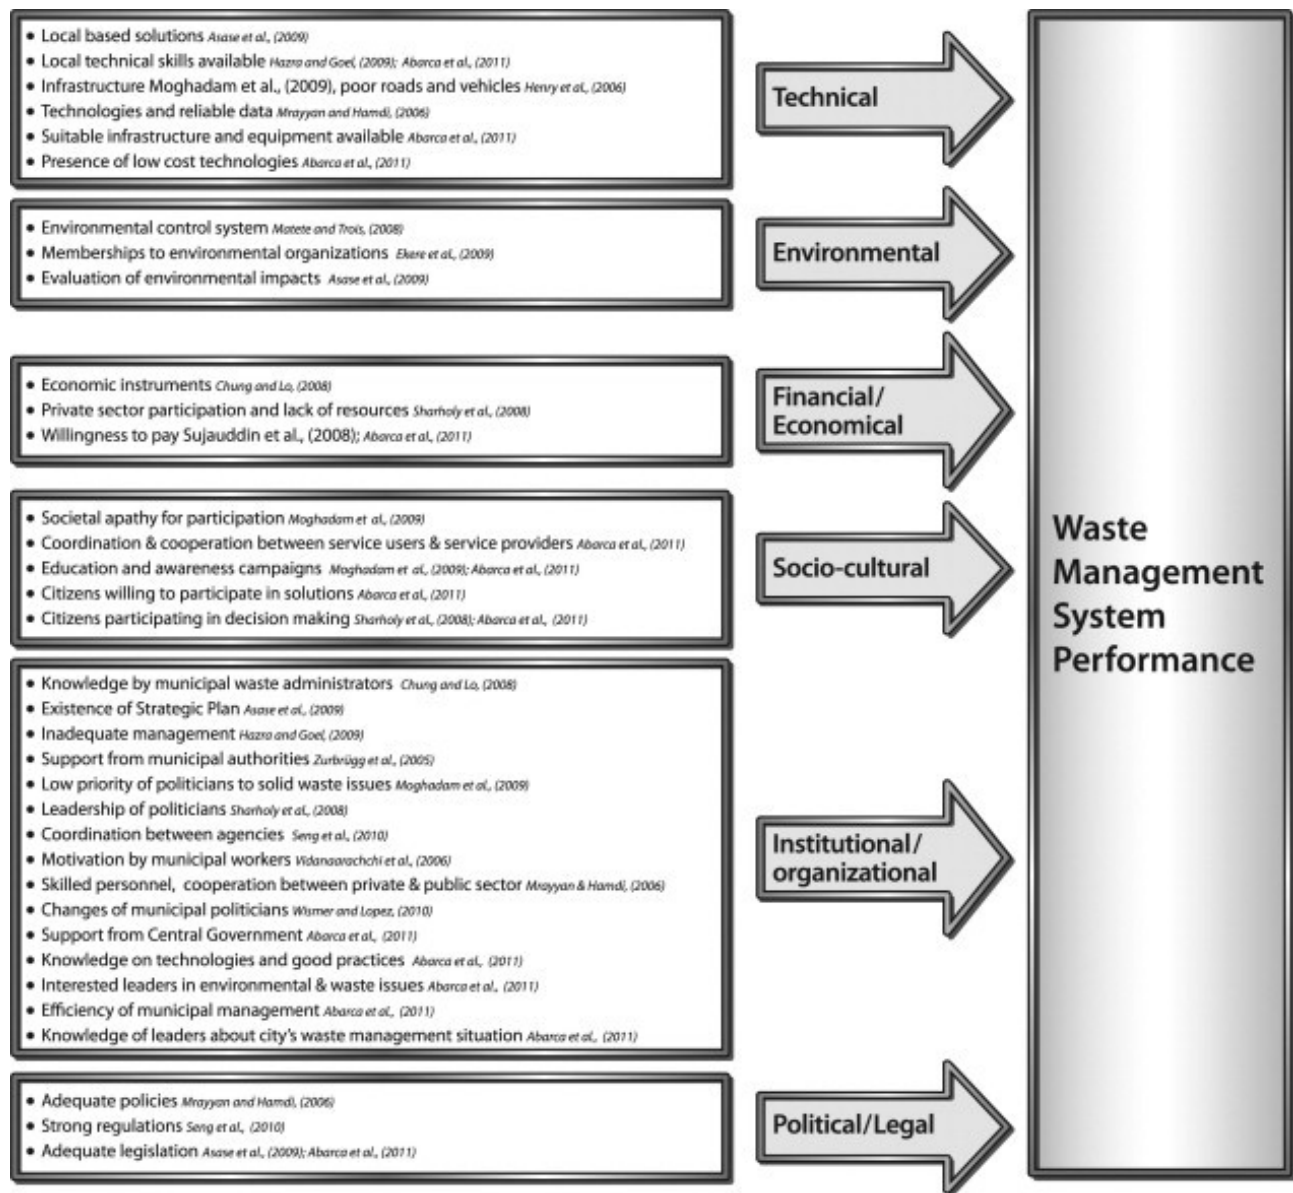 • Local based solutions Asase et al., (2009)
• Local technical skills available Hazra and Goel, (2009); Abarca et al., (2011)
• Infrastructure Moghadam et al., (2009), poor roads and vehicles Henry et al., (2006)
• Technologies and reliable data Mrayyan and Hamdi, (2006)
• Suitable infrastructure and equipment available Abarca et al., (2011)
• Presence of low cost technologies Abarca et al., (2011)
Technical
• Environmental control system Matete and Trois, (2008)
• Memberships to environmental organizations Ekere et al., (2009)
• Evaluation of environmental impacts Asase et al., (2009)
Environmental
• Economic instruments Chung and Lo, (2008)
• Private sector participation and lack of resources Sharholy et al., (2008)
• Willingness to pay Sujauddin et al., (2008); Abarca et al., (2011)
Financial/
Economical
• Societal apathy for participation Moghadam et al., (2009)
• Coordination & cooperation between service users & service providers Abarca et al., (2011)
• Education and awareness campaigns Moghadam et al., (2009); Abarca et al., (2011)
• Citizens willing to participate in solutions Abarca et al., (2011)
• Citizens participating in decision making Sharholy et al., (2008); Abarca et al., (2011)
Socio-cultural
• Knowledge by municipal waste administrators Chung and Lo, (2008)
• Existence of Strategic Plan Asase et al., (2009)
• Inadequate management Hazra and Goel, (2009)
• Support from municipal authorities Zurbrügg et al., (2005)
• Low priority of politicians to solid waste issues Moghadam et al., (2009)
• Leadership of politicians Sharholy et al., (2008)
• Coordination between agencies Seng et al., (2010)
• Motivation by municipal workers Vidanaarachchi et al., (2006)
• Skilled personnel, cooperation between private & public sector Mrayyan & Hamdi, (2006)
• Changes of municipal politicians Wismer and Lopez, (2010)
• Support from Central Government Abarca et al., (2011)
• Knowledge on technologies and good practices Abarca et al., (2011)
• Interested leaders in environmental & waste issues Abarca et al., (2011)
• Efficiency of municipal management Abarca et al., (2011)
• Knowledge of leaders about city's waste management situation Abarca et al., (2011)
Institutional/
organizational
• Adequate policies Mrayyan and Hamdi, (2006)
• Strong regulations Seng et al., (2010)
• Adequate legislation Asase et al., (2009); Abarca et al., (2011)
Political/Legal
Waste
Management
System
Performance